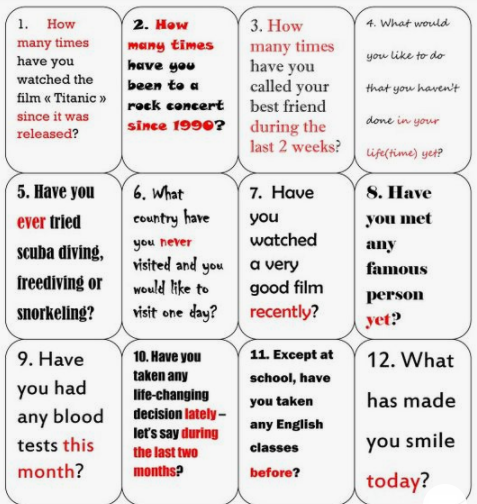 1. How
many times
have you
watched the
film « Titanic »
since it was
released?
2. How
many times
have you
been to a
rock concert
since 1990?
3. How
many times
have you
called your
best friend
during the
last 2 weeks?
4. What would
you like to do
that you haven't
done in your
life(time) yet?
5. Have you
ever tried
scuba diving,
freediving or
snorkeling?
6. What
country have
you never
visited and you
would like to
visit one day?
7. Have
you
watched
a very
good film
recently?
8. Have
you met
any
famous
person
yet?
9. Have
you had
any blood
tests this
month?
10. Have you
taken any
life-changing
decision lately –
let's say during
the last two
months?
11. Except at
school, have
you taken
any English
classes
before?
12. What
has made
you smile
today?